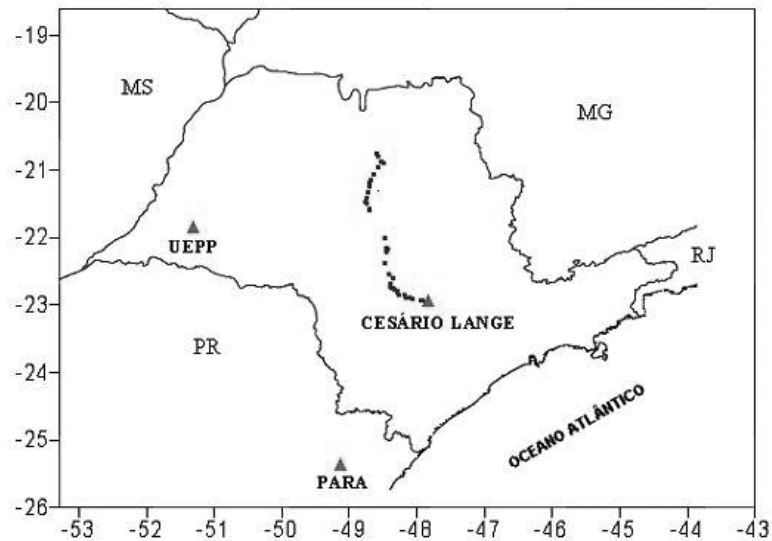 -19
MS
-20
MG
-21
-22
UEPP
RJ
-23
CESÁRIO LANGE
PR
-24
OCEANO ATLÂNTICO
-25
PARA
-26
-53 -52 -51 -50 -49 -48 -47 -46 -45 -44 -43